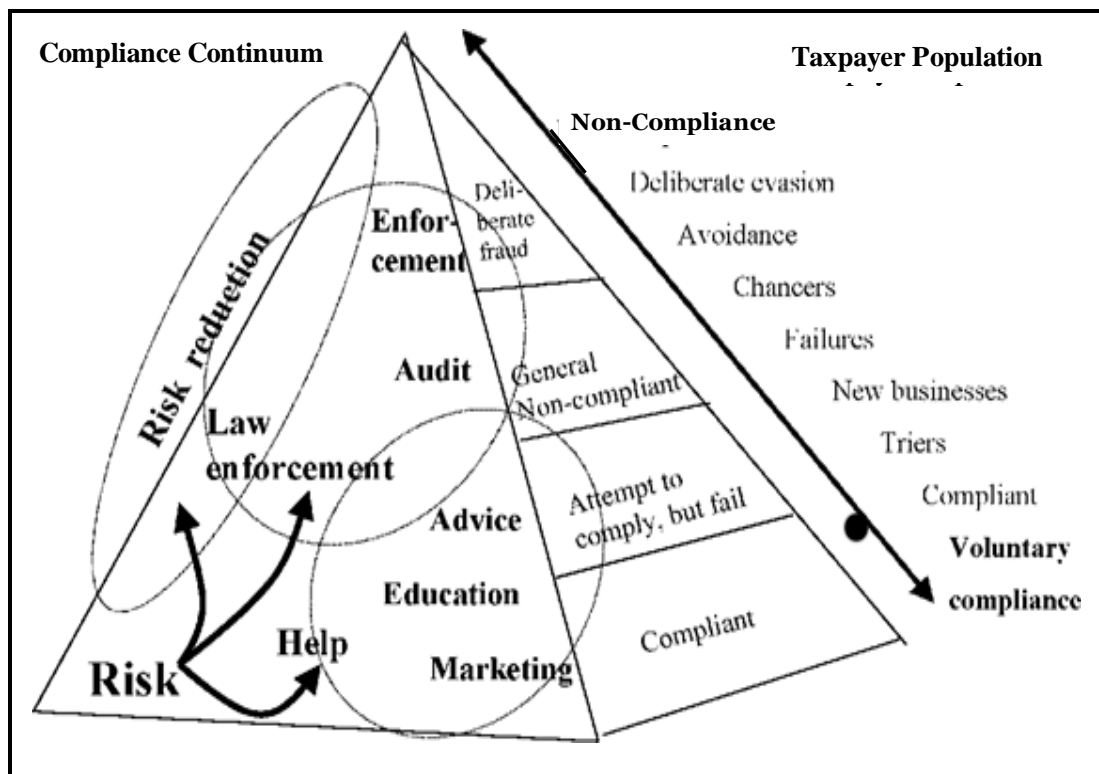 Compliance Continuum
Taxpayer Population
Non-Compliance
Deliberate evasion
Avoidance
Chancers
Failures
New businesses
Triers
Compliant
Voluntary
compliance
Risk reduction
Enfor-
cement
Audit
Law
enforcement
Advice
Education
Help
Marketing
Risk
Deli-
berate
fraud
General
Non-compliant
Attempt to
comply, but fail
Compliant